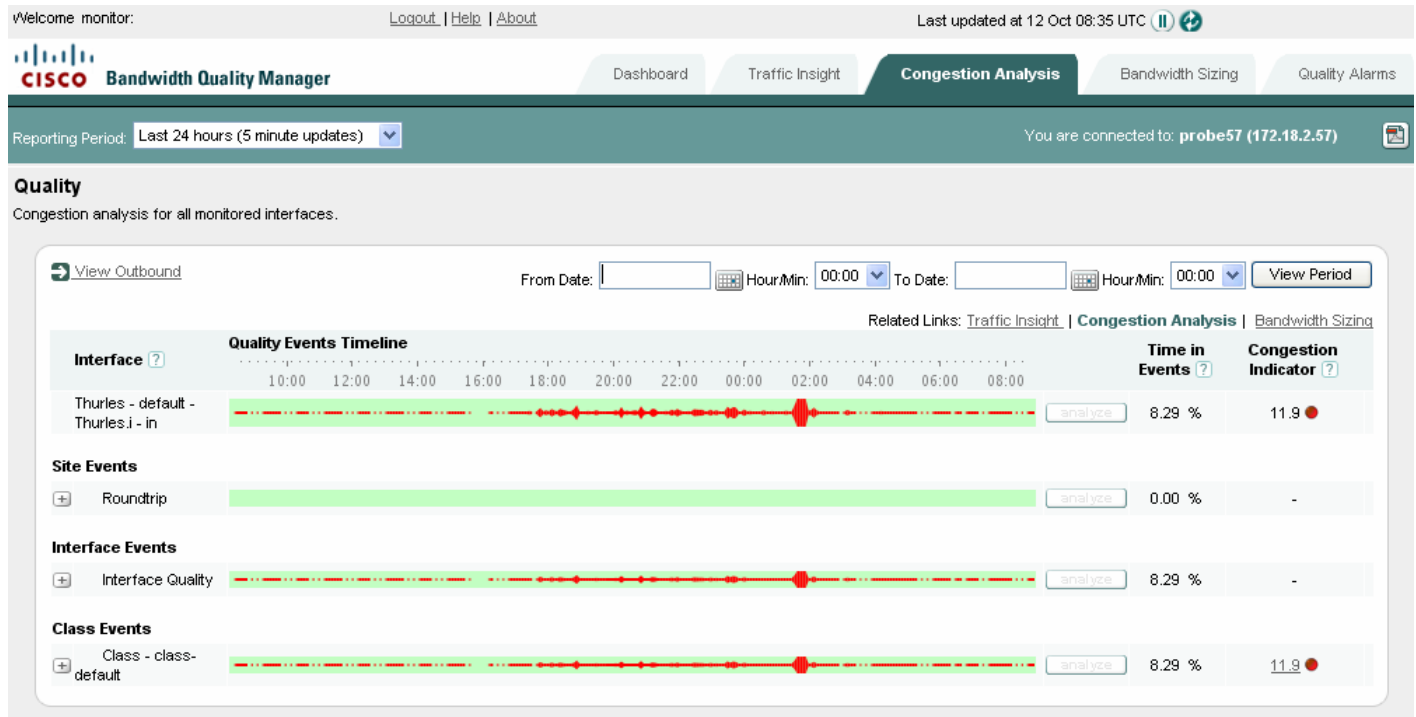 Welcome monitor:
Logout | Help | About
Last updated at 12 Oct 08:35 UTC
CISCO Bandwidth Quality Manager
Dashboard
Traffic Insight
Congestion Analysis
Bandwidth Sizing
Quality Alarms
Reporting Period: Last 24 hours (5 minute updates)
You are connected to: probe57 (172.18.2.57)
Quality
Congestion analysis for all monitored interfaces.
View Outbound
From Date: Hour/Min: 00:00 To Date: Hour/Min: 00:00 View Period
Related Links: Traffic Insight | Congestion Analysis | Bandwidth Sizing
Interface ?
Quality Events Timeline
10:00 12:00 14:00 16:00 18:00 20:00 22:00 00:00 02:00 04:00 06:00 08:00
Time in
Events ?
Congestion
Indicator ?
Thurles - default -
Thurles.i - in
analyze
8.29 %
11.9
Site Events
+ Roundtrip
analyze
0.00 %
-
Interface Events
+ Interface Quality
analyze
8.29 %
-
Class Events
+ Class - class-
default
analyze
8.29 %
11.9